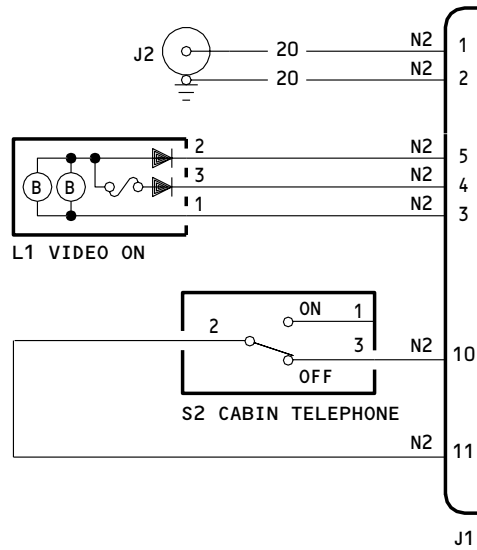 J2 20 N2 1
20 N2 2
2 N2 5
B B 3 N2 4
1 N2 3
L1 VIDEO ON
ON 1
2 3 N2 10
OFF
S2 CABIN TELEPHONE
N2 11
J1